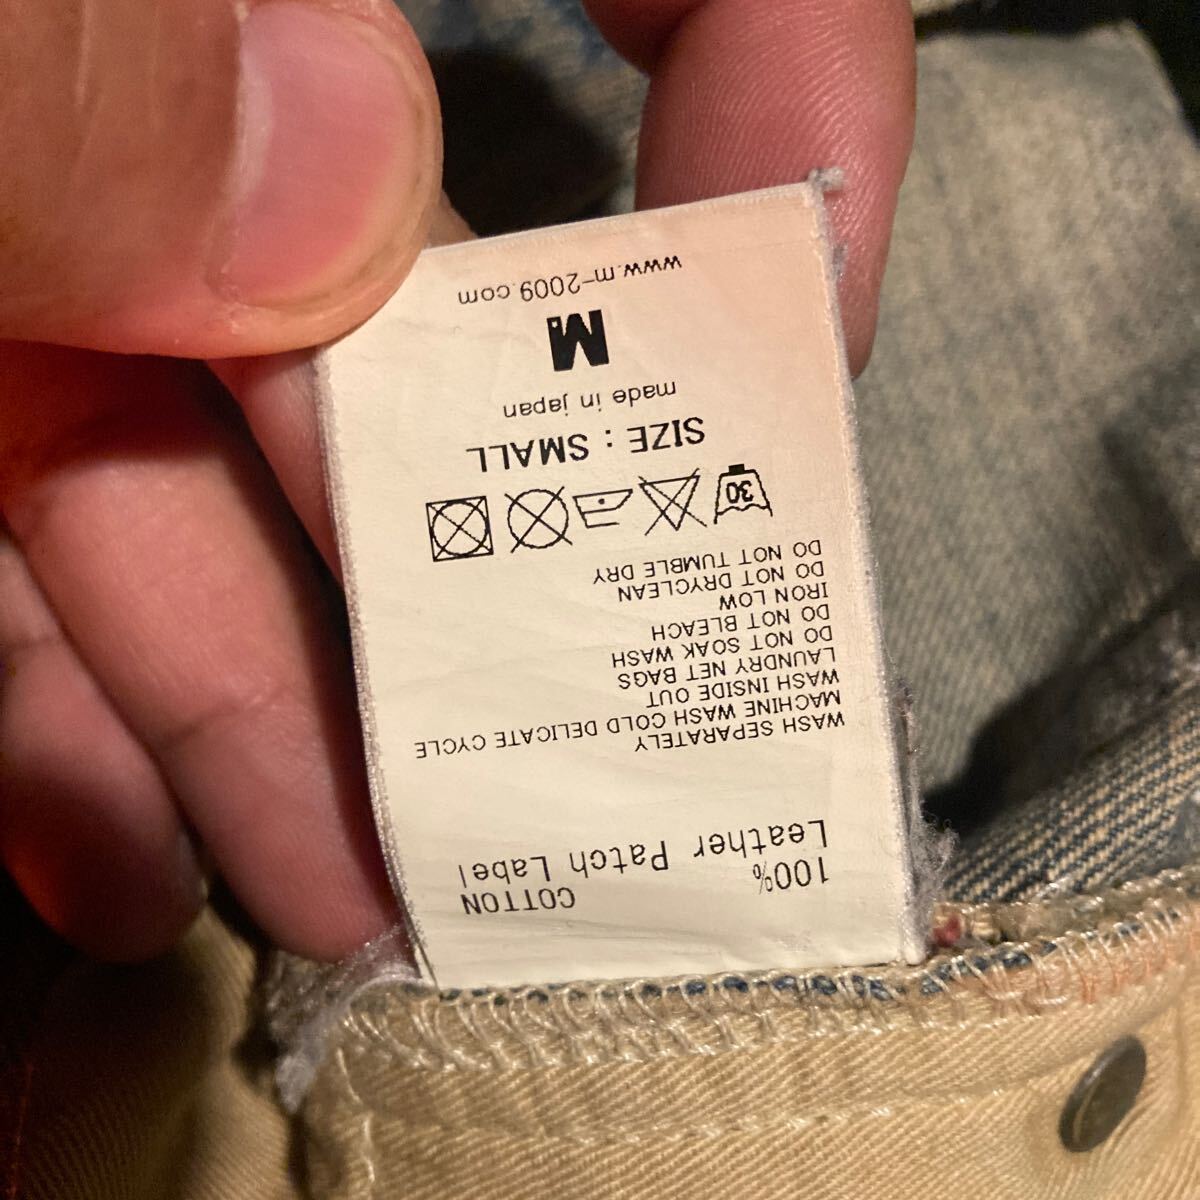 100% COTTON
Leather Patch Label
WASH SEPARATELY
MACHINE WASH COLD DELICATE CYCLE
WASH INSIDE OUT
LAUNDRY NET BAGS
DO NOT SOAK WASH
DO NOT BLEACH
IRON LOW
DO NOT DRYCLEAN
DO NOT TUMBLE DRY
30
SIZE : SMALL
made in japan
M
www.m-2009.com